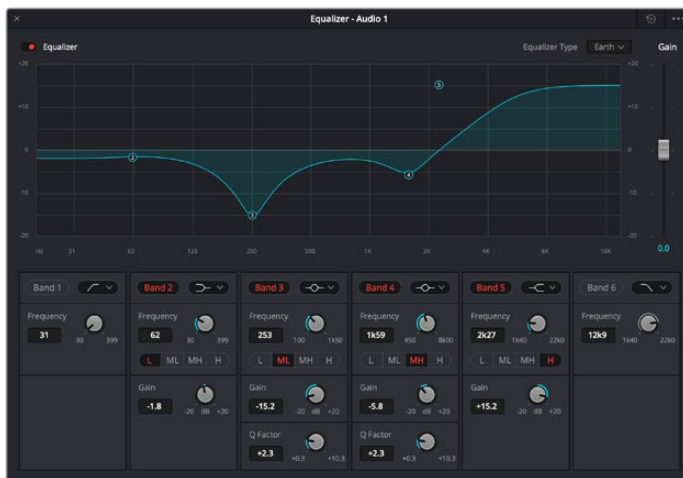 Equalizer - Audio 1
Equalizer
Equalizer Type Earth Gain
+20 +20
+10 +10
0 0
-10 -10
-20 -20
5
2
4
3
Hz 31 62 125 250 500 1K 2K 4K 8K 16K
0.0
Band 1 Band 2 Band 3 Band 4 Band 5 Band 6
Frequency Frequency Frequency Frequency Frequency Frequency
31 30 399 62 30 399 253 100 1k50 1k59 450 8k00 2k27 1k40 22k0 12k9 1k40 22k0
L ML MH H L ML MH H L ML MH H L ML MH H
Gain Gain Gain Gain
-1.8 -20 dB +20 -15.2 -20 dB +20 -5.8 -20 dB +20 +15.2 -20 dB +20
Q Factor Q Factor
+2.3 +0.3 +10.3 +2.3 +0.3 +10.3